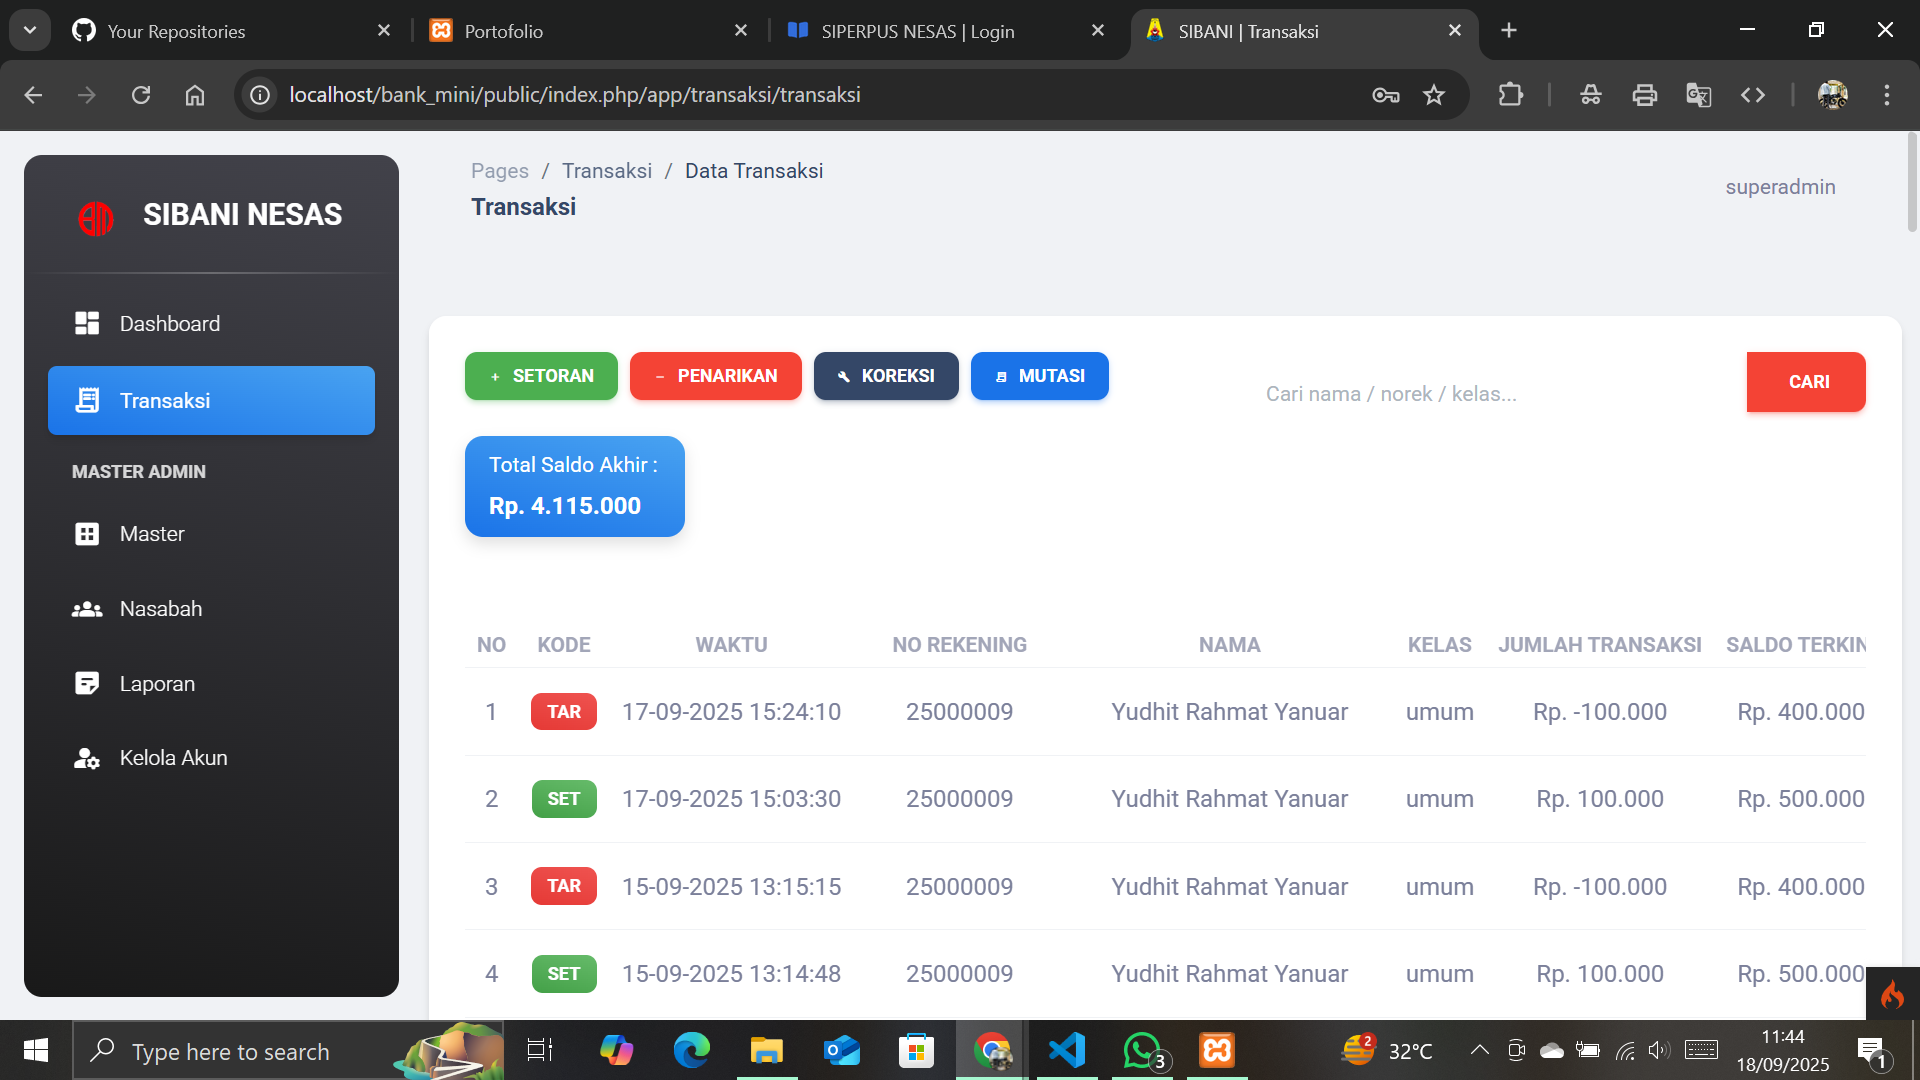 Your Repositories
Portofolio
SIPERPUS NESAS | Login
SIBANI | Transaksi
localhost/bank_mini/public/index.php/app/transaksi/transaksi
SIBANI NESAS
Dashboard
Transaksi
MASTER ADMIN
Master
Nasabah
Laporan
Kelola Akun
Pages / Transaksi / Data Transaksi
Transaksi
superadmin
+ SETORAN
− PENARIKAN
KOREKSI
MUTASI
Cari nama / norek / kelas...
CARI
Total Saldo Akhir :
Rp. 4.115.000
NO KODE WAKTU NO REKENING NAMA KELAS JUMLAH TRANSAKSI SALDO TERKIN
1 TAR 17-09-2025 15:24:10 25000009 Yudhit Rahmat Yanuar umum Rp. -100.000 Rp. 400.000
2 SET 17-09-2025 15:03:30 25000009 Yudhit Rahmat Yanuar umum Rp. 100.000 Rp. 500.000
3 TAR 15-09-2025 13:15:15 25000009 Yudhit Rahmat Yanuar umum Rp. -100.000 Rp. 400.000
4 SET 15-09-2025 13:14:48 25000009 Yudhit Rahmat Yanuar umum Rp. 100.000 Rp. 500.000
Type here to search
3
2
32°C
11:44
18/09/2025
1